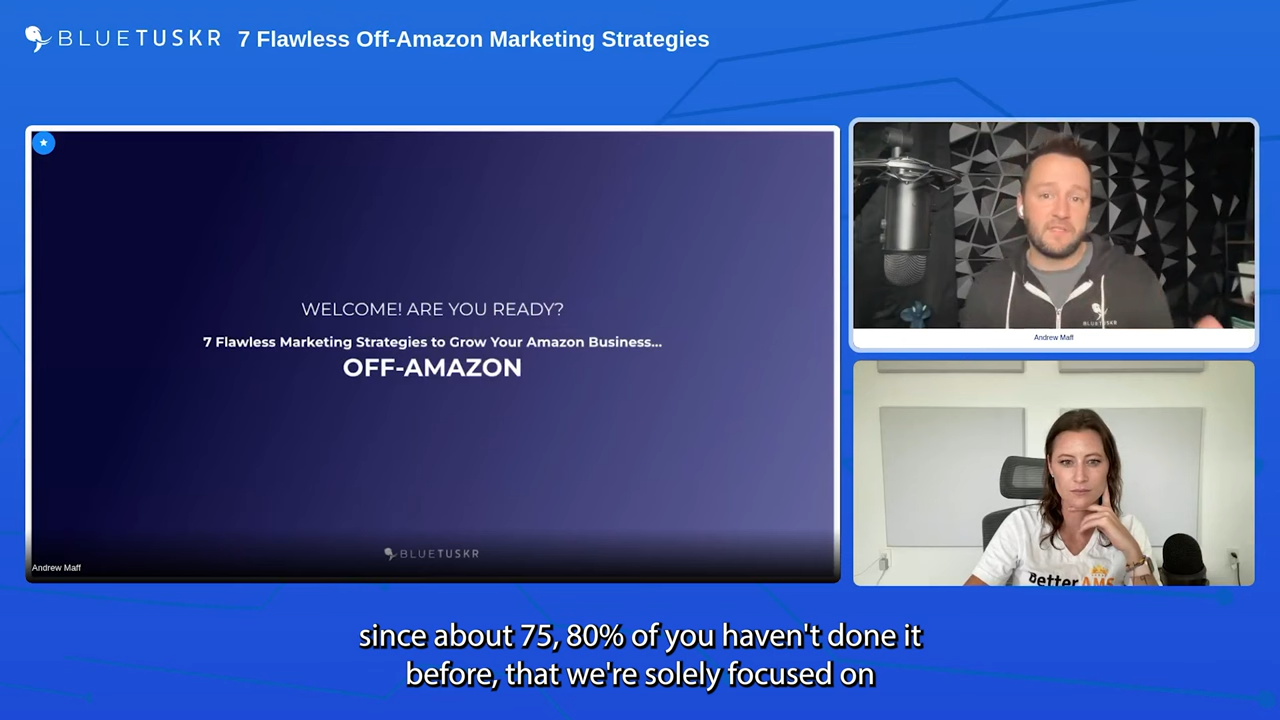 BLUETUSKR 7 Flawless Off-Amazon Marketing Strategies
WELCOME! ARE YOU READY?
7 Flawless Marketing Strategies to Grow Your Amazon Business...
OFF-AMAZON
BLUETUSKR
Andrew Maff
BLUETUSKR
Andrew Maff
BetterAMS
since about 75, 80% of you haven't done it
before, that we're solely focused on